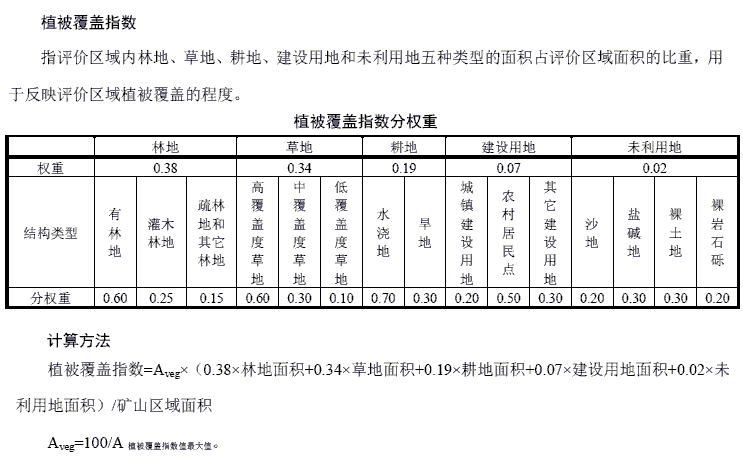 植被覆盖指数
指评价区域内林地、草地、耕地、建设用地和未利用地五种类型的面积占评价区域面积的比重，用
于反映评价区域植被覆盖的程度。
植被覆盖指数分权重
林地 草地 耕地 建设用地 未利用地
权重 0.38 0.34 0.19 0.07 0.02
结构类型 有林地 灌木林地 疏林地和其它林地 高覆盖度草地 中覆盖度草地 低覆盖度草地 水浇地 旱地 城镇建设用地 农村居民点 其它建设用地 沙地 盐碱地 裸土地 裸岩石砾
分权重 0.60 0.25 0.15 0.60 0.30 0.10 0.70 0.30 0.20 0.50 0.30 0.20 0.30 0.30 0.20
计算方法
植被覆盖指数=Aveg×（0.38×林地面积+0.34×草地面积+0.19×耕地面积+0.07×建设用地面积+0.02×未
利用地面积）/矿山区域面积
Aveg=100/A 植被覆盖指数值最大值。